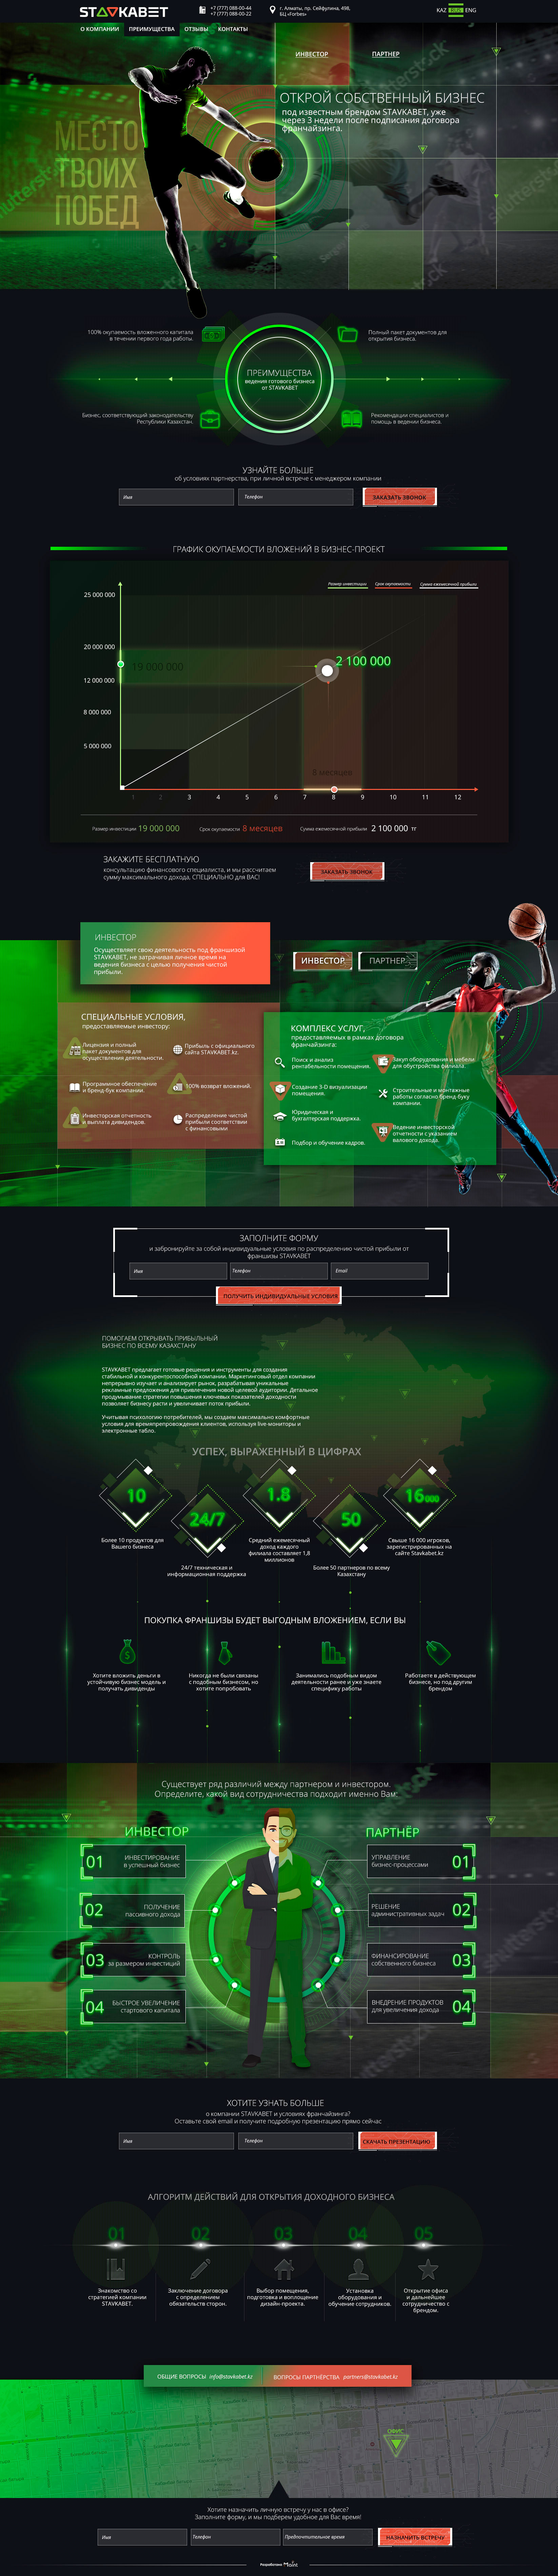 STAVKABET
+7 (777) 088-00-44
+7 (777) 088-00-22
г. Алматы, пр. Сейфулина, 498,
БЦ «Forbes»
KAZ RUS ENG
О КОМПАНИИ ПРЕИМУЩЕСТВА ОТЗЫВЫ КОНТАКТЫ
ИНВЕСТОР ПАРТНЕР
МЕСТО
ТВОИХ
ПОБЕД
ОТКРОЙ СОБСТВЕННЫЙ БИЗНЕС
под известным брендом STAVKABET, уже
через 3 недели после подписания договора
франчайзинга.
shutterstock
100% окупаемость вложенного капитала
в течении первого года работы.
Полный пакет документов для
открытия бизнеса.
ПРЕИМУЩЕСТВА
ведения готового бизнеса
от STAVKABET
Бизнес, соответствующий законодательству
Республики Казахстан.
Рекомендации специалистов и
помощь в ведении бизнеса.
УЗНАЙТЕ БОЛЬШЕ
об условиях партнерства, при личной встрече с менеджером компании
Имя Телефон ЗАКАЗАТЬ ЗВОНОК
ГРАФИК ОКУПАЕМОСТИ ВЛОЖЕНИЙ В БИЗНЕС-ПРОЕКТ
Размер инвестиции Срок окупаемости Сумма ежемесячной прибыли
25 000 000
20 000 000
19 000 000
2 100 000
12 000 000
8 000 000
5 000 000
8 месяцев
1 2 3 4 5 6 7 8 9 10 11 12
Размер инвестиции 19 000 000 Срок окупаемости 8 месяцев Сумма ежемесячной прибыли 2 100 000 тг
ЗАКАЖИТЕ БЕСПЛАТНУЮ
консультацию финансового специалиста, и мы рассчитаем
сумму максимального дохода, СПЕЦИАЛЬНО для ВАС!
ЗАКАЗАТЬ ЗВОНОК
ИНВЕСТОР
Осуществляет свою деятельность под франшизой
STAVKABET, не затрачивая личное время на
ведения бизнеса с целью получения чистой
прибыли.
ИНВЕСТОР ПАРТНЕР
СПЕЦИАЛЬНЫЕ УСЛОВИЯ,
предоставляемые инвестору:
Лицензия и полный
пакет документов для
осуществления деятельности.
Прибыль с официального
сайта STAVKABET.kz.
Программное обеспечение
и бренд-бук компании.
100% возврат вложений.
Инвесторская отчетность
и выплата дивидендов.
Распределение чистой
прибыли соответствии
с финансовыми
КОМПЛЕКС УСЛУГ,
предоставляемых в рамках договора
франчайзинга:
Поиск и анализ
рентабельности помещения.
Закуп оборудования и мебели
для обустройства филиала.
Создание 3-D визуализации
помещения.
Строительные и монтажные
работы согласно бренд-буку
компании.
Юридическая и
бухгалтерская поддержка.
Ведение инвесторской
отчетности с указанием
валового дохода.
Подбор и обучение кадров.
ЗАПОЛНИТЕ ФОРМУ
и забронируйте за собой индивидуальные условия по распределению чистой прибыли от
франшизы STAVKABET
Имя Телефон Email
ПОЛУЧИТЬ ИНДИВИДУАЛЬНЫЕ УСЛОВИЯ
ПОМОГАЕМ ОТКРЫВАТЬ ПРИБЫЛЬНЫЙ
БИЗНЕС ПО ВСЕМУ КАЗАХСТАНУ
STAVKABET предлагает готовые решения и инструменты для создания
стабильной и конкурентпоспособной компании. Маркетинговый отдел компании
непрерывно изучает и анализирует рынок, разрабатывая уникальные
рекламные предложения для привлечения новой целевой аудитории. Детальное
продумывание стратегии повышения ключевых показателей доходности
позволяет бизнесу расти и увеличивает поток прибыли.
Учитывая психологию потребителей, мы создаем максимально комфортные
условия для времяпрепровождения клиентов, используя live-мониторы и
электронные табло.
УСПЕХ, ВЫРАЖЕННЫЙ В ЦИФРАХ
10
24/7
1.8
50
16 000
Более 10 продуктов для
Вашего бизнеса
24/7 техническая и
информационная поддержка
Средний ежемесячный
доход каждого
филиала составляет 1,8
миллионов
Более 50 партнеров по всему
Казахстану
Свыше 16 000 игроков,
зарегистрированных на
сайте Stavkabet.kz
ПОКУПКА ФРАНШИЗЫ БУДЕТ ВЫГОДНЫМ ВЛОЖЕНИЕМ, ЕСЛИ ВЫ
Хотите вложить деньги в
устойчивую бизнес модель и
получать дивиденды
Никогда не были связаны
с подобным бизнесом, но
хотите попробовать
Занимались подобным видом
деятельности ранее и уже знаете
специфику работы
Работаете в действующем
бизнесе, но под другим
брендом
Существует ряд различий между партнером и инвестором.
Определите, какой вид сотрудничества подходит именно Вам:
ИНВЕСТОР
01 ИНВЕСТИРОВАНИЕ
в успешный бизнес
02 ПОЛУЧЕНИЕ
пассивного дохода
03 КОНТРОЛЬ
за размером инвестиций
04 БЫСТРОЕ УВЕЛИЧЕНИЕ
стартового капитала
ПАРТНЁР
УПРАВЛЕНИЕ
бизнес-процессами 01
РЕШЕНИЕ
административных задач 02
ФИНАНСИРОВАНИЕ
собственного бизнеса 03
ВНЕДРЕНИЕ ПРОДУКТОВ
для увеличения дохода 04
ХОТИТЕ УЗНАТЬ БОЛЬШЕ
о компании STAVKABET и условиях франчайзинга?
Оставьте свой email и получите подробную презентацию прямо сейчас
Имя Телефон СКАЧАТЬ ПРЕЗЕНТАЦИЮ
АЛГОРИТМ ДЕЙСТВИЙ ДЛЯ ОТКРЫТИЯ ДОХОДНОГО БИЗНЕСА
01 02 03 04 05
Знакомство со
стратегией компании
STAVKABET.
Заключение договора
с определением
обязательств сторон.
Выбор помещения,
подготовка и воплощение
дизайн-проекта.
Установка
оборудования и
обучение сотрудников.
Открытие офиса
и дальнейшее
сотрудничество с
брендом.
ОБЩИЕ ВОПРОСЫ info@stavkabet.kz ВОПРОСЫ ПАРТНЁРСТВА partners@stavkabet.kz
ОФИС
Хотите назначить личную встречу у нас в офисе?
Заполните форму, и мы подберем удобное для Вас время!
Имя Телефон Предпочтительное время НАЗНАЧИТЬ ВСТРЕЧУ
Разработано